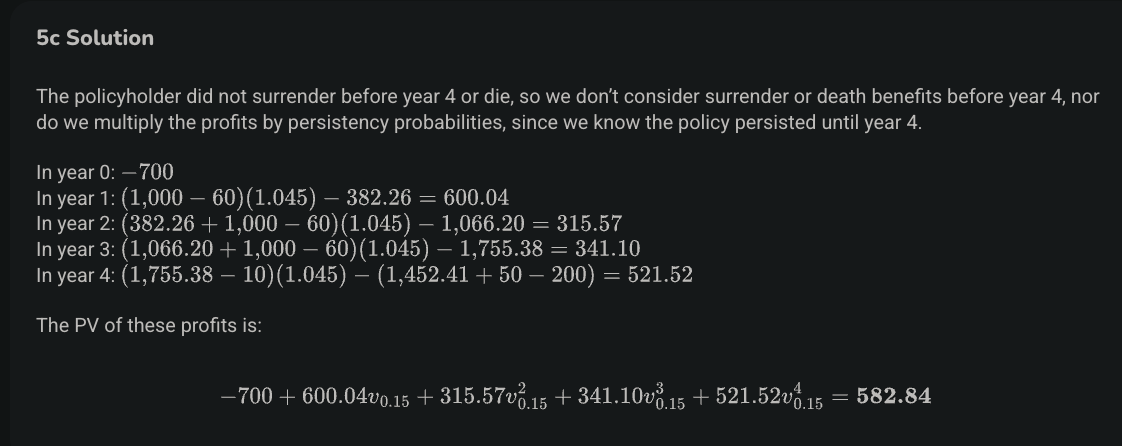 5c Solution
The policyholder did not surrender before year 4 or die, so we don’t consider surrender or death benefits before year 4, nor
do we multiply the profits by persistency probabilities, since we know the policy persisted until year 4.
In year 0: −700
In year 1: (1,000 − 60)(1.045) − 382.26 = 600.04
In year 2: (382.26 + 1,000 − 60)(1.045) − 1,066.20 = 315.57
In year 3: (1,066.20 + 1,000 − 60)(1.045) − 1,755.38 = 341.10
In year 4: (1,755.38 − 10)(1.045) − (1,452.41 + 50 − 200) = 521.52
The PV of these profits is:
−700 + 600.04v_{0.15} + 315.57v_{0.15}^{2} + 341.10v_{0.15}^{3} + 521.52v_{0.15}^{4} = 582.84